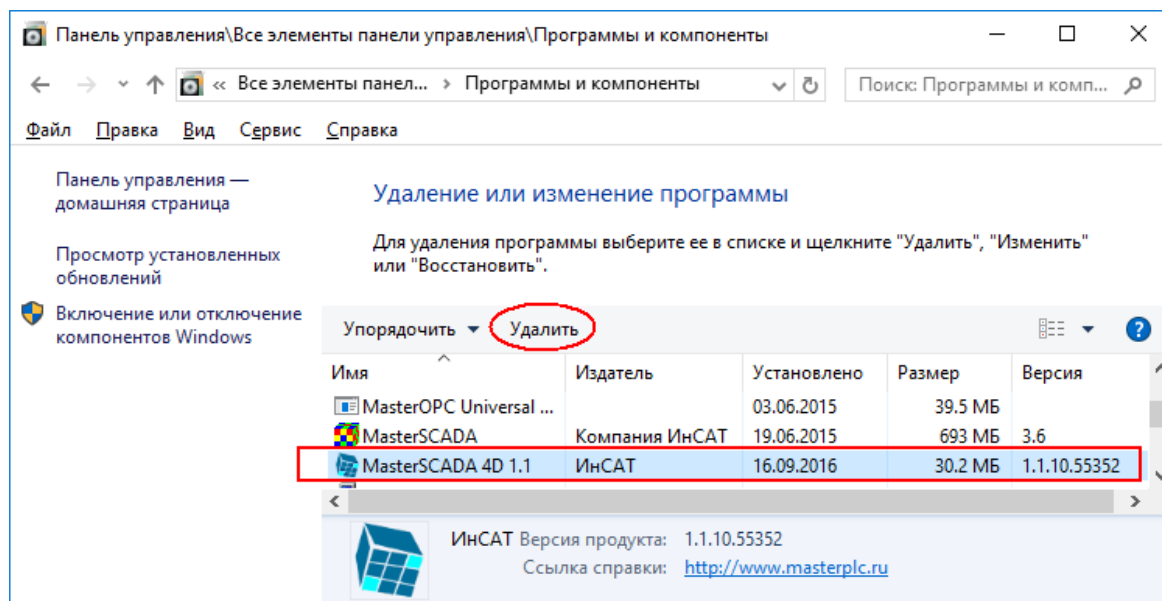 Панель управления\Все элементы панели управления\Программы и компоненты
« Все элементы панел... › Программы и компоненты
Поиск: Программы и комп...
Файл Правка Вид Сервис Справка
Панель управления —
домашняя страница
Просмотр установленных
обновлений
Включение или отключение
компонентов Windows
Удаление или изменение программы
Для удаления программы выберите ее в списке и щелкните "Удалить", "Изменить"
или "Восстановить".
Упорядочить Удалить ?
Имя Издатель Установлено Размер Версия
MasterOPC Universal ... 03.06.2015 39.5 МБ
MasterSCADA Компания ИнСАТ 19.06.2015 693 МБ 3.6
MasterSCADA 4D 1.1 ИнСАТ 16.09.2016 30.2 МБ 1.1.10.55352
ИнСАТ Версия продукта: 1.1.10.55352
Ссылка справки: http://www.masterplc.ru